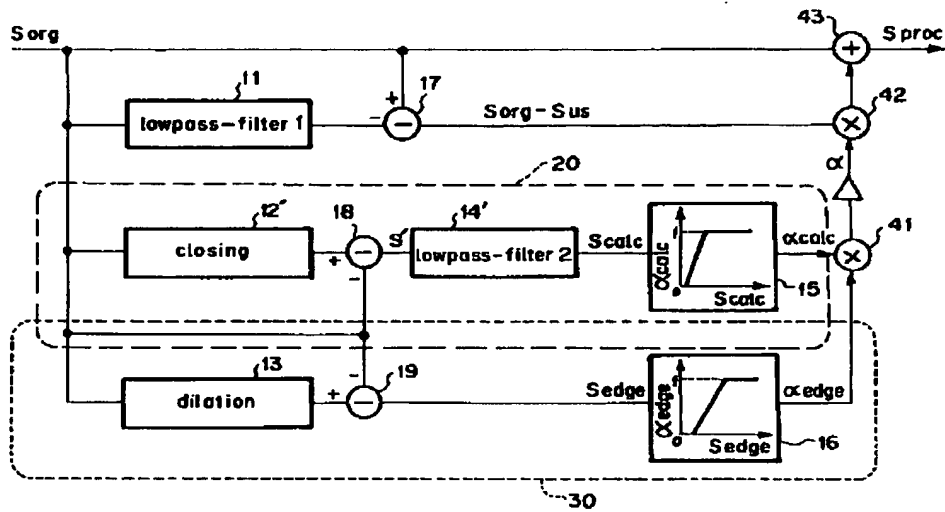 Sorg
43
Sproc
11
17
lowpass-filter 1
+
-
−
Sorg-Sus
×
42
α
20
12"
18
14'
closing
+
−
-
S'
lowpass-filter 2
Scalc
αcalc
1
0
Scalc
15
αcalc
×
41
13
19
dilation
+
−
-
Sedge
αedge
1
0
Sedge
16
αedge
30